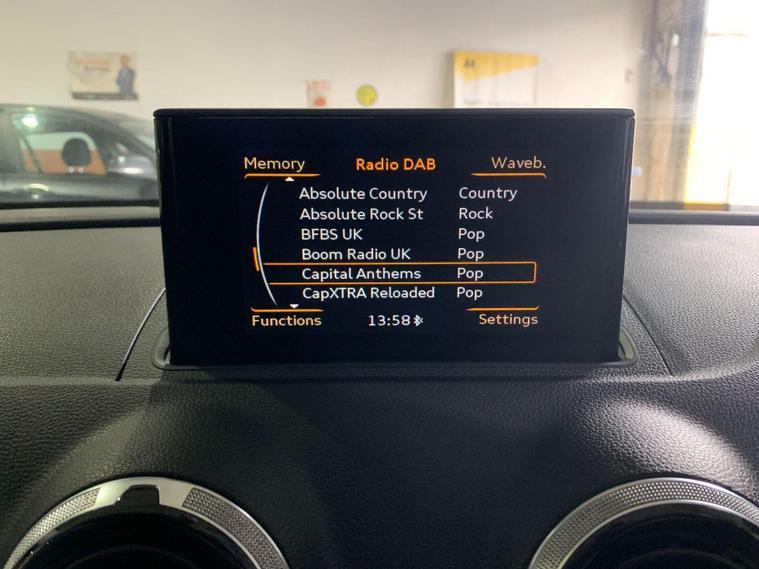 Memory Radio DAB Waveb.
Absolute Country Country
Absolute Rock St Rock
BFBS UK Pop
Boom Radio UK Pop
Capital Anthems Pop
CapXTRA Reloaded Pop
Functions 13:58 Settings